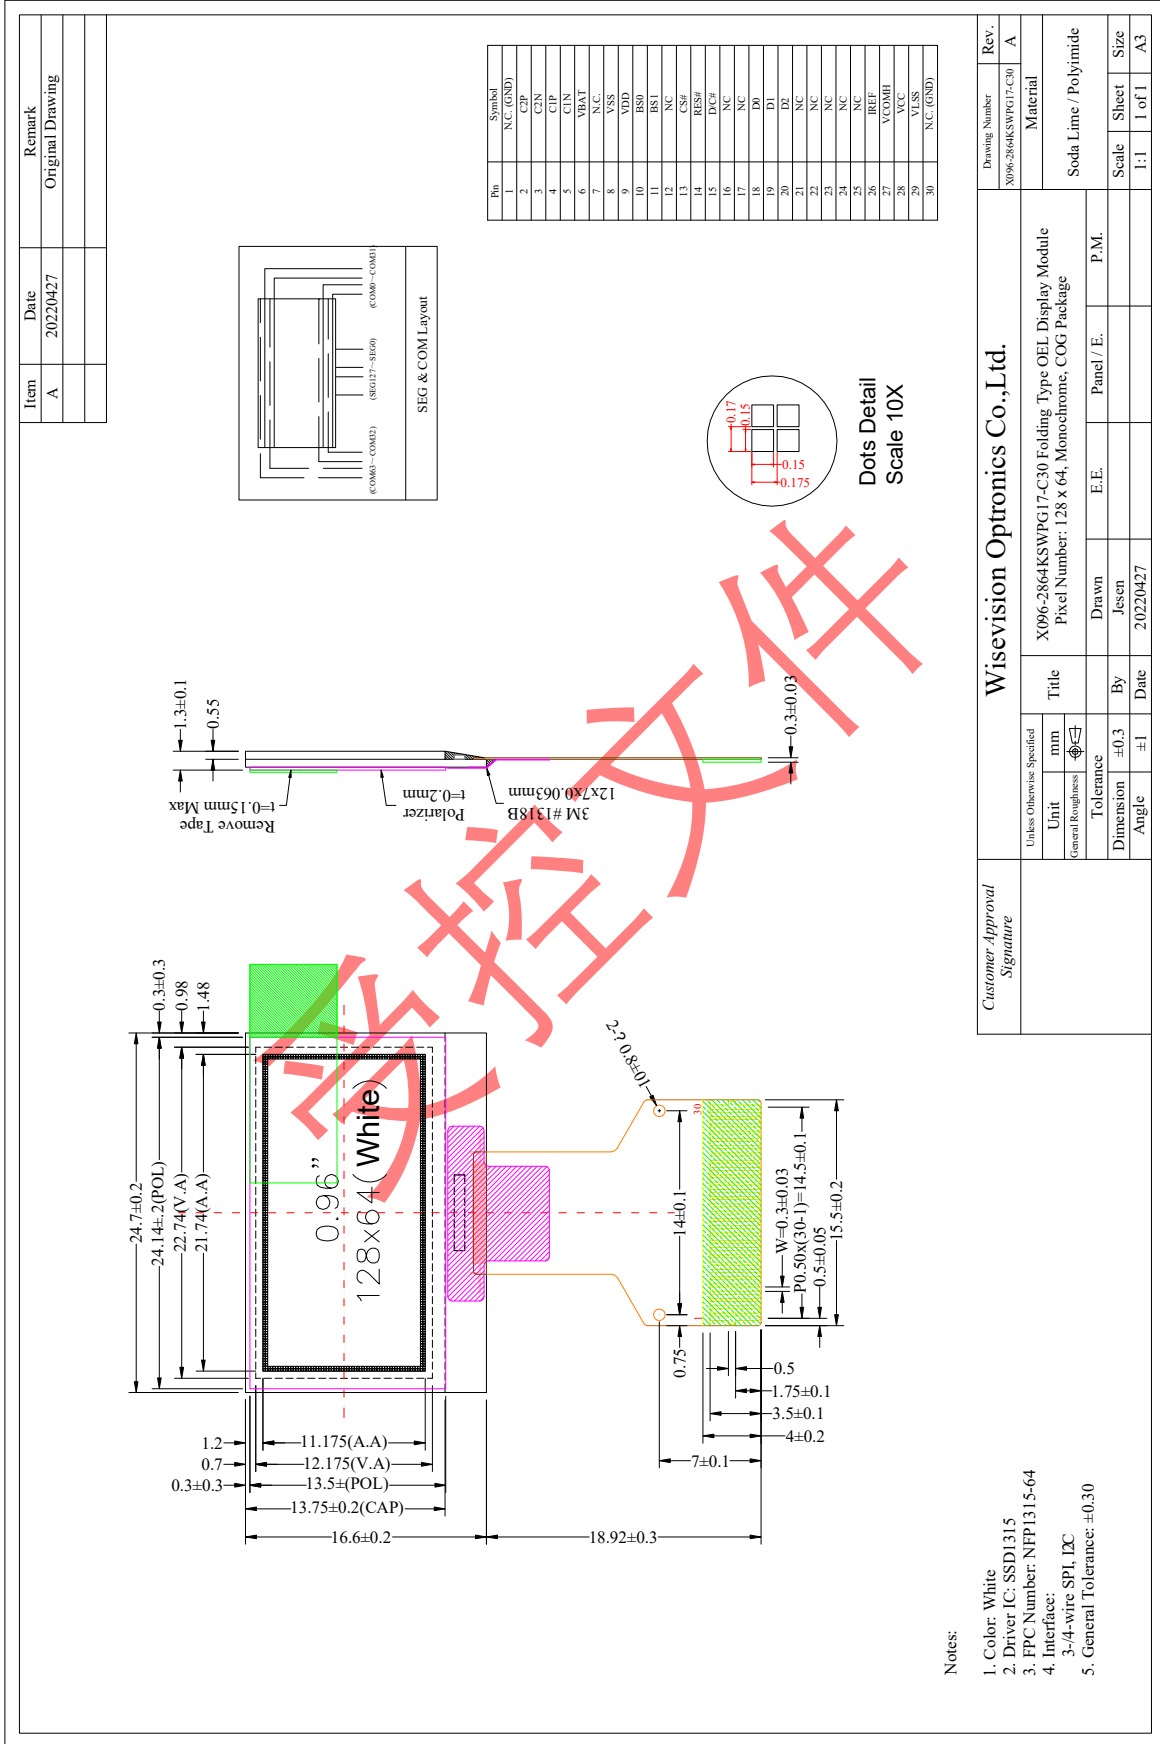 Item Date Remark
A 20220427 Original Drawing
SEG & COM Layout
(COM63~COM32)
(SEG127~SEG0)
(COM0~COM31)
Pin Symbol
1 N.C. (GND)
2 C2P
3 C2N
4 C1P
5 C1N
6 VBAT
7 N.C.
8 VSS
9 VDD
10 BS0
11 BS1
12 NC
13 CS#
14 RES#
15 D/C#
16 NC
17 NC
18 D0
19 D1
20 D2
21 NC
22 NC
23 NC
24 NC
25 NC
26 IREF
27 VCOMH
28 VCC
29 VLSS
30 N.C. (GND)
24.7±0.2
24.14±.2(POL)
22.74(V.A)
21.74(A.A)
0.3±0.3
0.98
1.48
0.96”
128x64( White)
1.2
11.175(A.A)
0.7
12.175(V.A)
0.3±0.3
13.5±(POL)
13.75±0.2(CAP)
16.6±0.2
18.92±0.3
2-? 0.8±01
14±0.1
0.75
30
1
W=0.3±0.03
P0.50x(30-1)=14.5±0.1
0.5±0.05
15.5±0.2
0.5
1.75±0.1
3.5±0.1
4±0.2
7±0.1
1.3±0.1
0.55
Remove Tape
t=0.15mm Max
Polarizer
t=0.2mm
3M #1318B
12x7x0.063mm
0.3±0.03
0.17
0.15
0.15
0.175
Dots Detail
Scale 10X
受控文件
Notes:
1. Color: White
2. Driver IC: SSD1315
3. FPC Number: NFP1315-64
4. Interface:
3-/4-wire SPI, I2C
5. General Tolerance: ±0.30
Customer Approval
Signature
Wisevision Optronics Co.,Ltd.
Drawing Number Rev.
X096-2864KSWPG17-C30 A
Unless Otherwise Specified
Unit mm
General Roughness
Tolerance
Dimension ±0.3
Angle ±1
Title
X096-2864KSWPG17-C30 Folding Type OEL Display Module
Pixel Number: 128 x 64, Monochrome, COG Package
Material
Soda Lime / Polyimide
By Drawn E.E. Panel / E. P.M.
Jesen
Date 20220427
Scale Sheet Size
1:1 1 of 1 A3